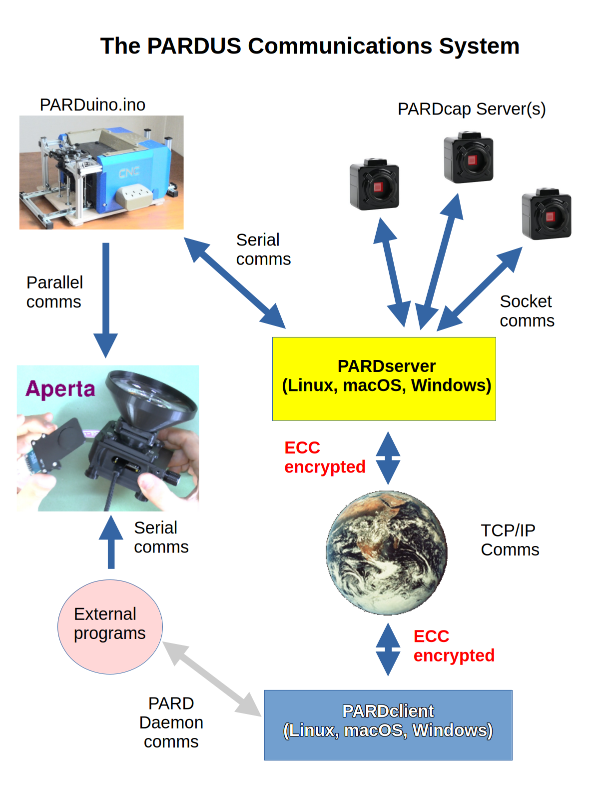 The PARDUS Communications System
PARDuino.ino
PARDcap Server(s)
CNC
Serial
comms
Parallel
comms
Socket
comms
PARDserver
(Linux, macOS, Windows)
Aperta
ECC
encrypted
Serial
comms
TCP/IP
Comms
External
programs
ECC
encrypted
PARD
Daemon
comms
PARDclient
(Linux, macOS, Windows)